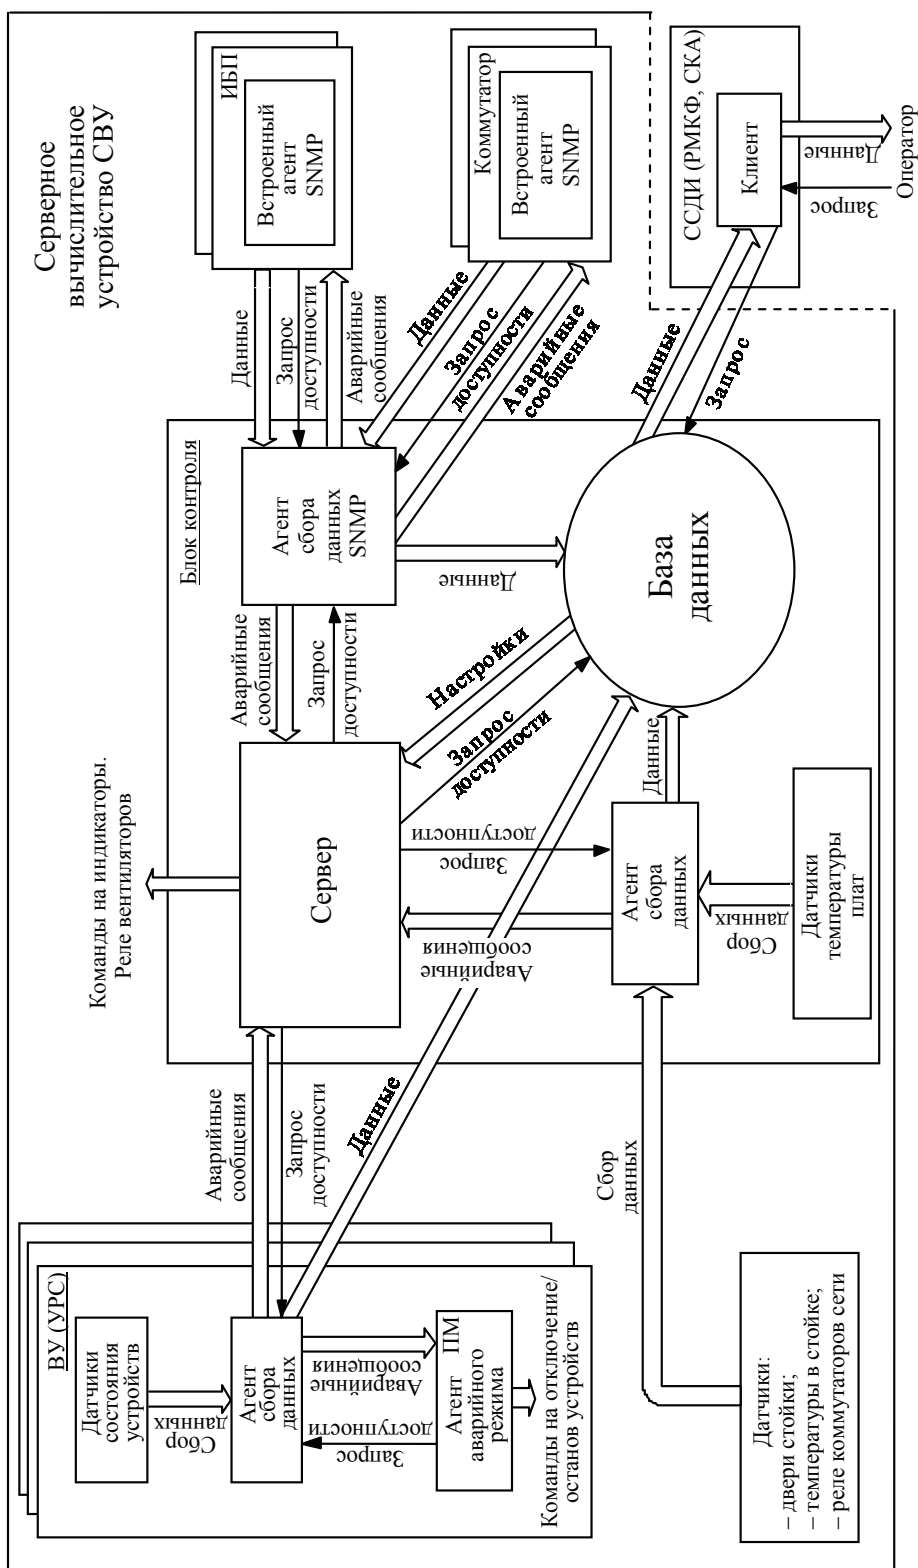 Серверное
вычислительное
устройство СВУ
ВУ (УРС)
Датчики
состояния
устройств
Сбор
данных
Агент
сбора
данных
Аварийные
сообщения
Запрос
доступности
ПМ
Агент
аварийного
режима
Команды на отключение/
останов устройств
Аварийные
сообщения
Запрос
доступности
Данные
Команды на индикаторы.
Реле вентиляторов
Блок контроля
Сервер
Аварийные
сообщения
Запрос
доступности
Агент
сбора
данных
SNMP
Данные
Запрос
доступности
Аварийные
сообщения
ИБП
Встроенный
агент
SNMP
Данные
Запрос
доступности
Аварийные
сообщения
Коммутатор
Встроенный
агент
SNMP
Данные
Настройки
Запрос
доступности
Запрос
доступности
Аварийные
сообщения
Агент
сбора
данных
Данные
База
данных
Сбор
данных
Датчики
температуры
плат
Сбор
данных
Датчики:
– двери стойки;
– температуры в стойке;
– реле коммутаторов сети
Данные
Запрос
ССДИ (РМКФ, СКА)
Клиент
Запрос
Данные
Оператор